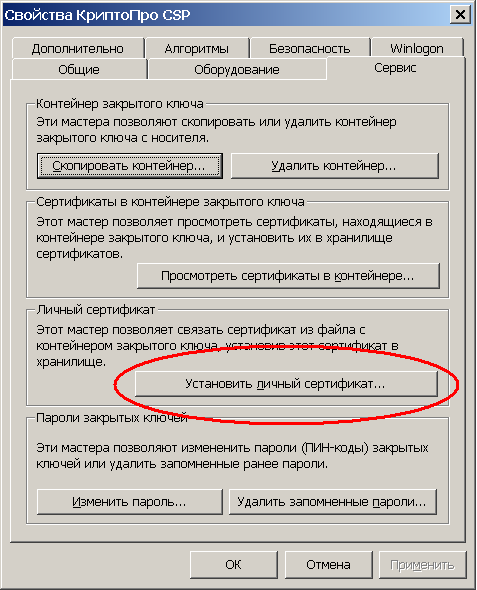 Свойства КриптоПро CSP
Дополнительно Алгоритмы Безопасность Winlogon
Общие Оборудование Сервис
Контейнер закрытого ключа
Эти мастера позволяют скопировать или удалить контейнер
закрытого ключа с носителя.
Скопировать контейнер... Удалить контейнер...
Сертификаты в контейнере закрытого ключа
Этот мастер позволяет просмотреть сертификаты, находящиеся в
контейнере закрытого ключа, и установить их в хранилище
сертификатов.
Просмотреть сертификаты в контейнере...
Личный сертификат
Этот мастер позволяет связать сертификат из файла с
контейнером закрытого ключа, установив этот сертификат в
хранилище.
Установить личный сертификат...
Пароли закрытых ключей
Эти мастера позволяют измененить пароли (ПИН-коды) закрытых
ключей или удалить запомненные ранее пароли.
Изменить пароль... Удалить запомненные пароли...
ОК Отмена Применить